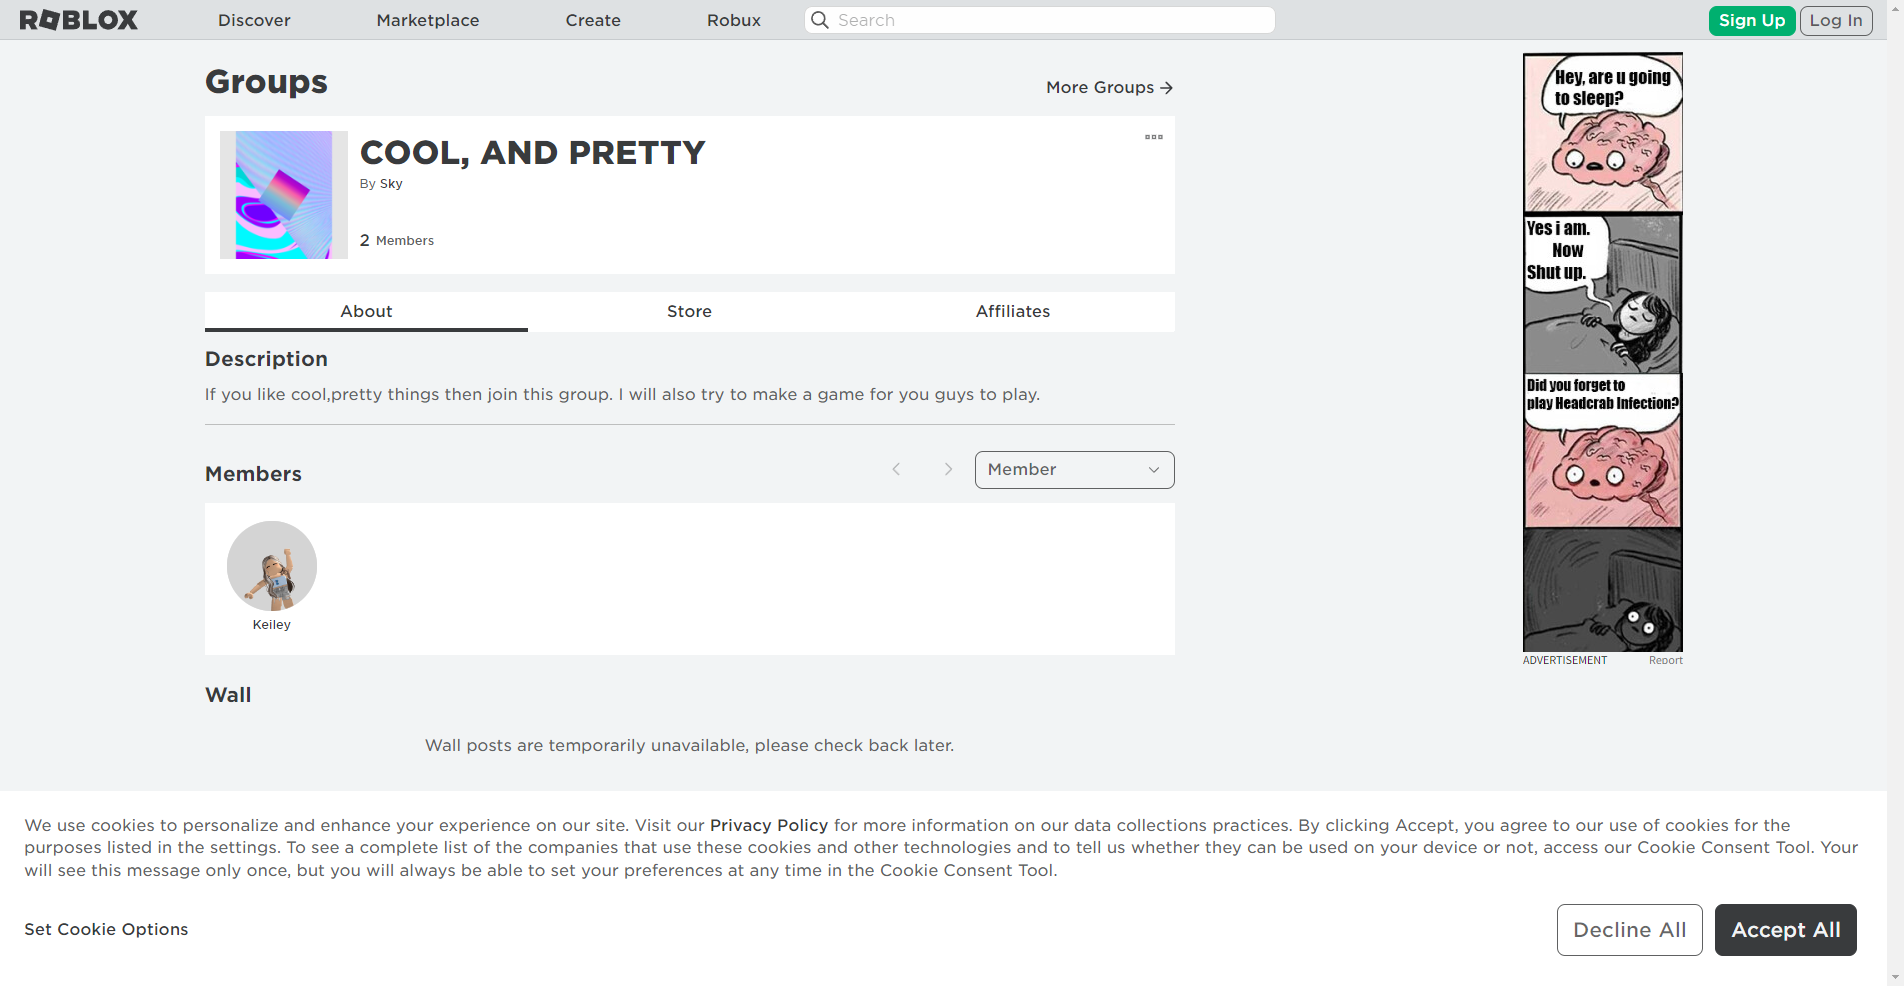 ROBLOX
Discover
Marketplace
Create
Robux
Search
Sign Up
Log In
Groups
More Groups
COOL, AND PRETTY
By Sky
2 Members
About
Store
Affiliates
Description
If you like cool,pretty things then join this group. I will also try to make a game for you guys to play.
Members
Member
Keiley
Wall
Wall posts are temporarily unavailable, please check back later.
Hey, are u going
to sleep?
Yes i am.
Now
Shut up.
Did you forget to
play Headcrab Infection?
ADVERTISEMENT
Report
We use cookies to personalize and enhance your experience on our site. Visit our Privacy Policy for more information on our data collections practices. By clicking Accept, you agree to our use of cookies for the
purposes listed in the settings. To see a complete list of the companies that use these cookies and other technologies and to tell us whether they can be used on your device or not, access our Cookie Consent Tool. Your
will see this message only once, but you will always be able to set your preferences at any time in the Cookie Consent Tool.
Set Cookie Options
Decline All
Accept All